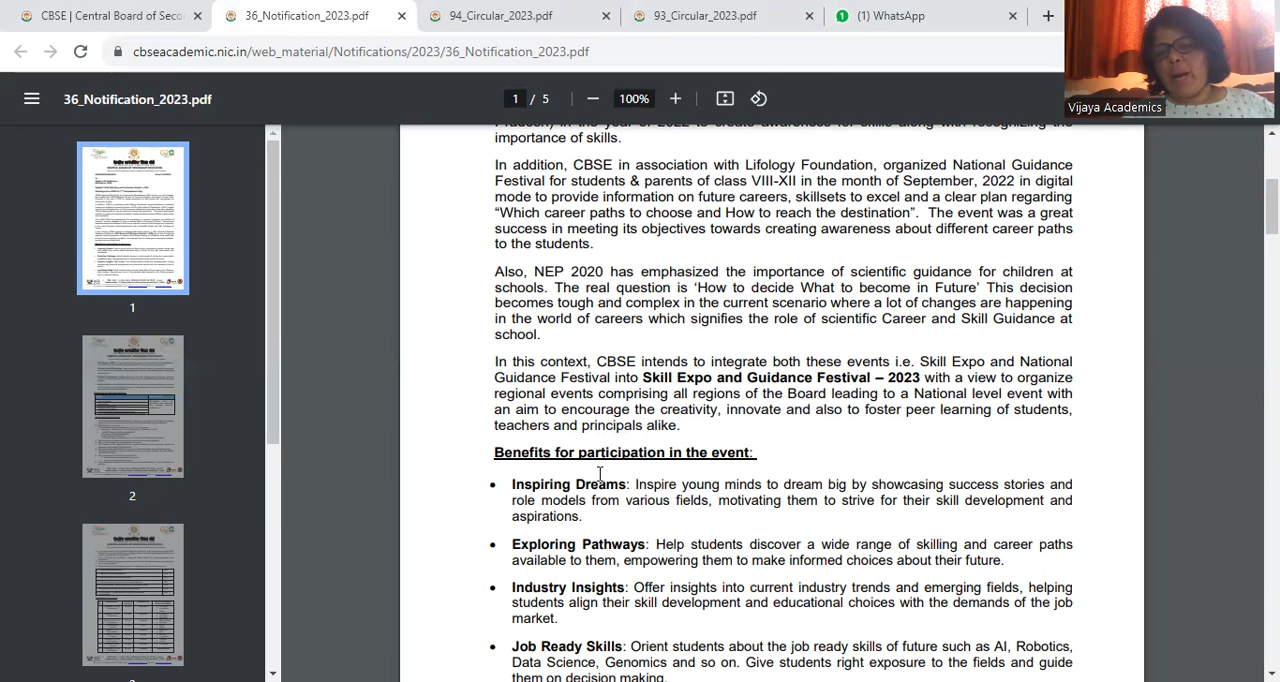 CBSE | Central Board of Secon
36_Notification_2023.pdf
94_Circular_2023.pdf
93_Circular_2023.pdf
(1) WhatsApp
cbseacademic.nic.in/web_material/Notifications/2023/36_Notification_2023.pdf
36_Notification_2023.pdf
1 / 5
100%
Vijaya Academics
1
2
importance of skills.
In addition, CBSE in association with Lifology Foundation, organized National Guidance
Festival for students & parents of class VIII-XII in the month of September, 2022 in digital
mode to provide information on future careers, skillsets to excel and a clear plan regarding
“Which career path to choose and How to reach destination”. The event was a great
success in meeting its objectives towards creating awareness about different career paths
to the students.
Also, NEP 2020 has emphasized the importance of scientific guidance for children at
schools. The real question is ‘How to decide What to become in Future’ This decision
becomes tough and complex in the current scenario where a lot of changes are happening
in the world of careers which signifies the role of scientific Career and Skill Guidance at
school.
In this context, CBSE intends to integrate both the events i.e. Skill Expo and National
Guidance Festival into Skill Expo and Guidance Festival – 2023 with a view to organize
regional events comprising all regions of the Board leading to a National level event with
an aim to encourage the creativity, innovate and also to foster peer learning of students,
teachers and principals alike.
Benefits for participation in the event:
• Inspiring Dreams: Inspire young minds to dream big by showcasing success stories and
role models from various fields, motivating them to strive for their skill development and
aspirations.
• Exploring Pathways: Help students discover a wide range of skilling and career paths
available to them, empowering them to make informed choices about their future.
• Industry Insights: Offer insights into current industry trends and emerging fields, helping
students align their skill development and educational choices with the demands of the job
market.
• Job Ready Skills: Orient students about the job ready skills of future such as AI, Robotics,
Data Science, Genomics and so on. Give students right exposure to the fields and guide
them on decision making.